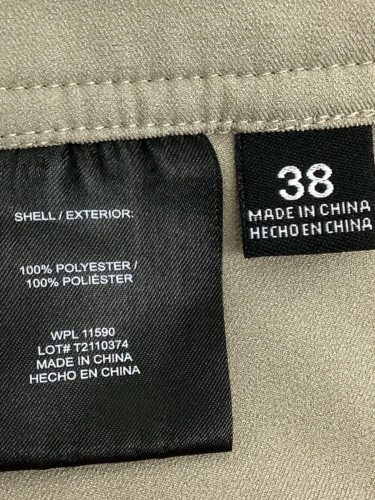 SHELL / EXTERIOR:
100% POLYESTER /
100% POLIÉSTER
WPL 11590
LOT# T2110374
MADE IN CHINA
HECHO EN CHINA
38
MADE IN CHINA
HECHO EN CHINA